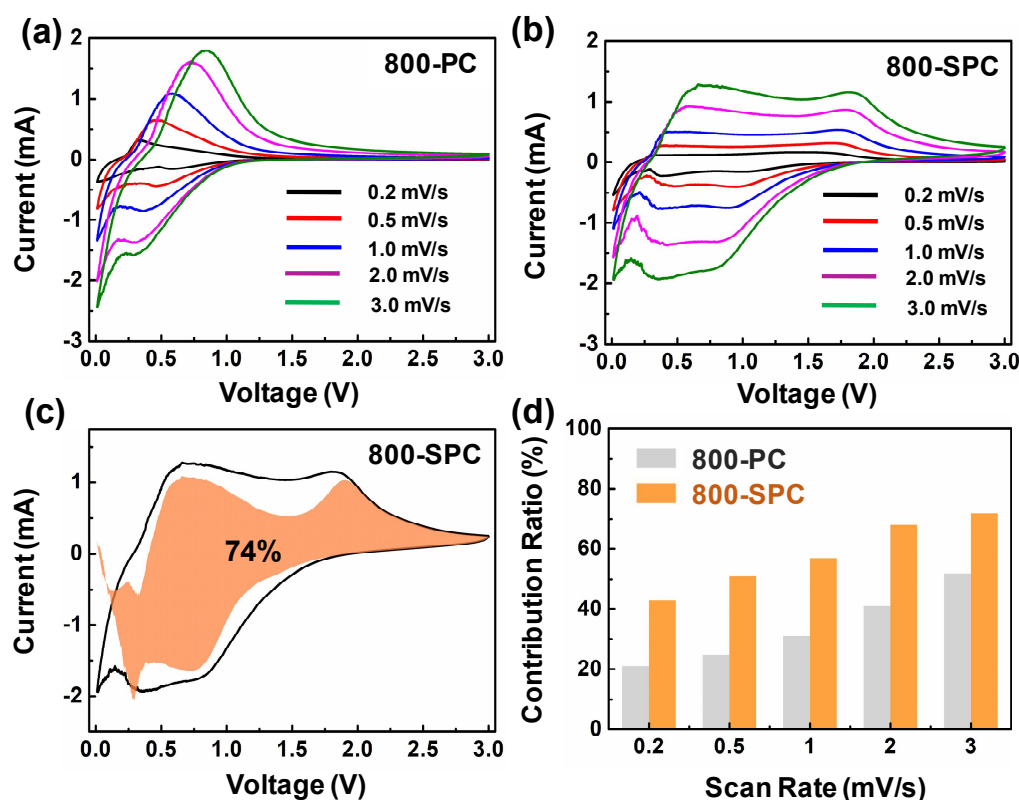 (a)
800-PC
Current (mA)
2
1
0
-1
-2
-3
0.2 mV/s
0.5 mV/s
1.0 mV/s
2.0 mV/s
3.0 mV/s
0.0 0.5 1.0 1.5 2.0 2.5 3.0
Voltage (V)
(b)
800-SPC
Current (mA)
2
1
0
-1
-2
-3
0.2 mV/s
0.5 mV/s
1.0 mV/s
2.0 mV/s
3.0 mV/s
0.0 0.5 1.0 1.5 2.0 2.5 3.0
Voltage (V)
(c)
800-SPC
Current (mA)
2
1
0
-1
-2
74%
0.0 0.5 1.0 1.5 2.0 2.5 3.0
Voltage (V)
(d)
Contribution Ratio (%)
100
80
60
40
20
0
800-PC
800-SPC
0.2 0.5 1 2 3
Scan Rate (mV/s)